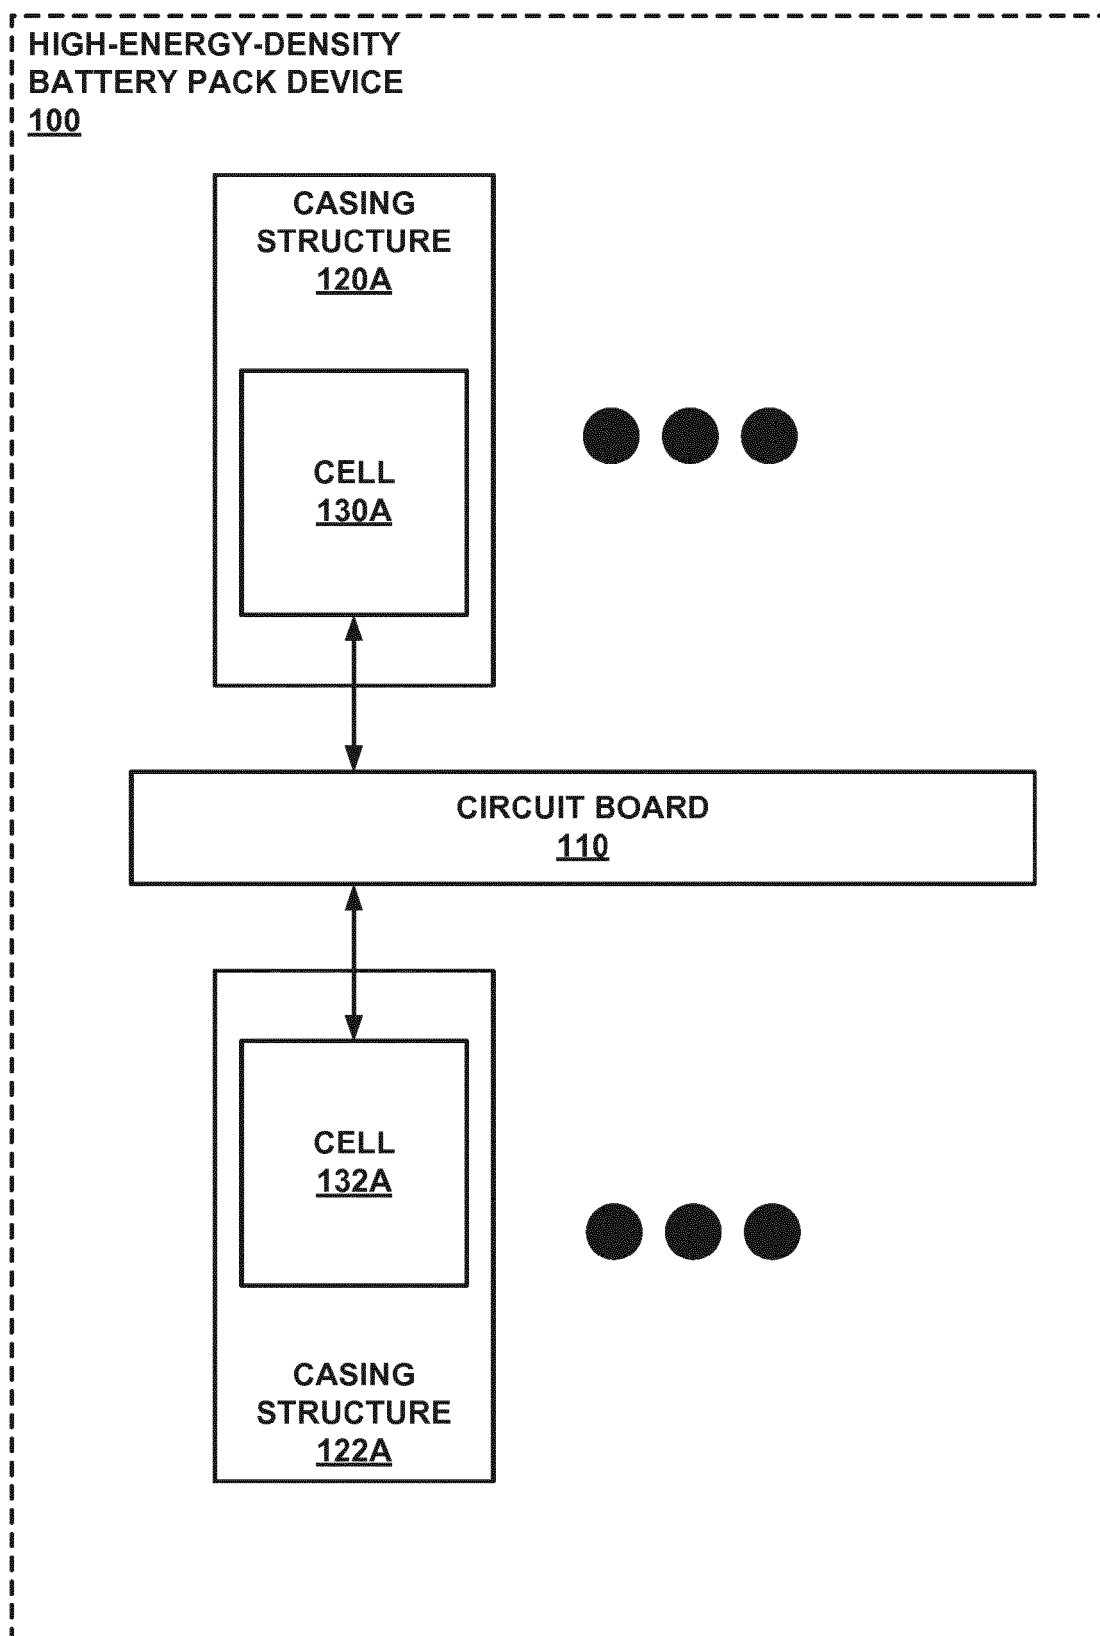 HIGH-ENERGY-DENSITY
BATTERY PACK DEVICE
100
CASING
STRUCTURE
120A
CELL
130A
CIRCUIT BOARD
110
CELL
132A
CASING
STRUCTURE
122A